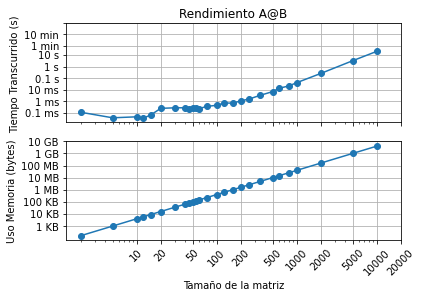 Rendimiento A@B
Tiempo Transcurrido (s)
10 min
1 min
10 s
1 s
0.1 s
10 ms
1 ms
0.1 ms
Uso Memoria (bytes)
10 GB
1 GB
100 MB
10 MB
1 MB
100 KB
10 KB
1 KB
10 20 50 100 200 500 1000 2000 5000 10000 20000
Tamaño de la matriz